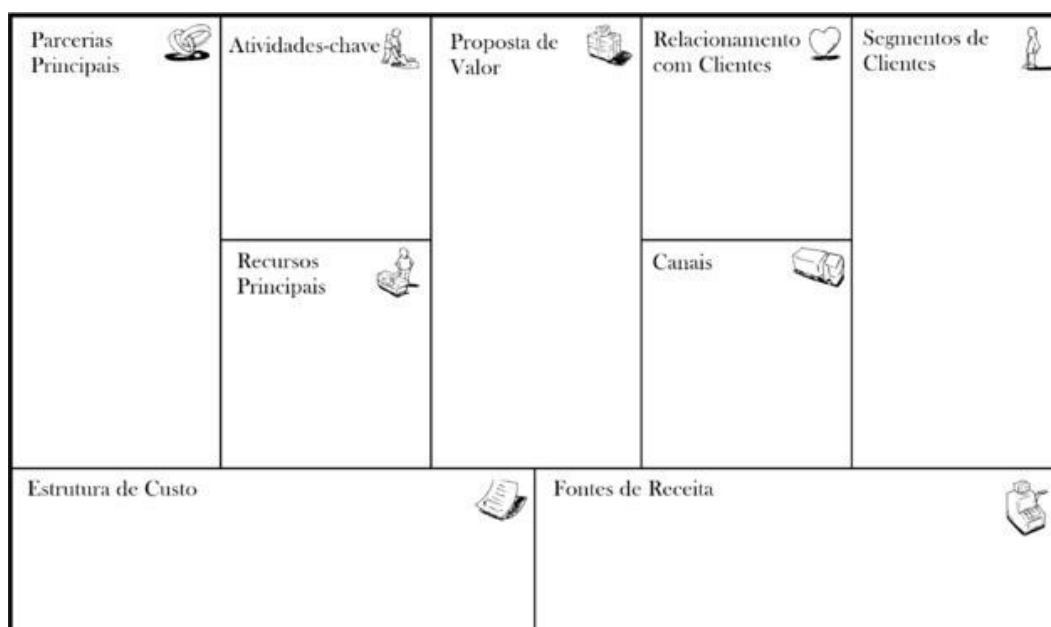 Parcerias
Principais
Atividades-chave
Recursos
Principais
Proposta de
Valor
Relacionamento
com Clientes
Canais
Segmentos de
Clientes
Estrutura de Custo
Fontes de Receita